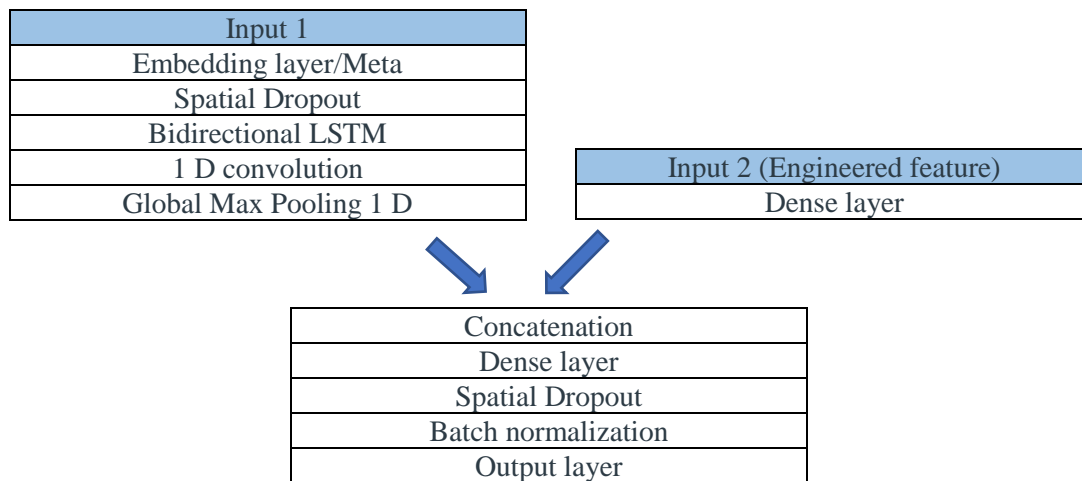 Input 1
Embedding layer/Meta
Spatial Dropout
Bidirectional LSTM
1 D convolution
Global Max Pooling 1 D
Input 2 (Engineered feature)
Dense layer
Concatenation
Dense layer
Spatial Dropout
Batch normalization
Output layer